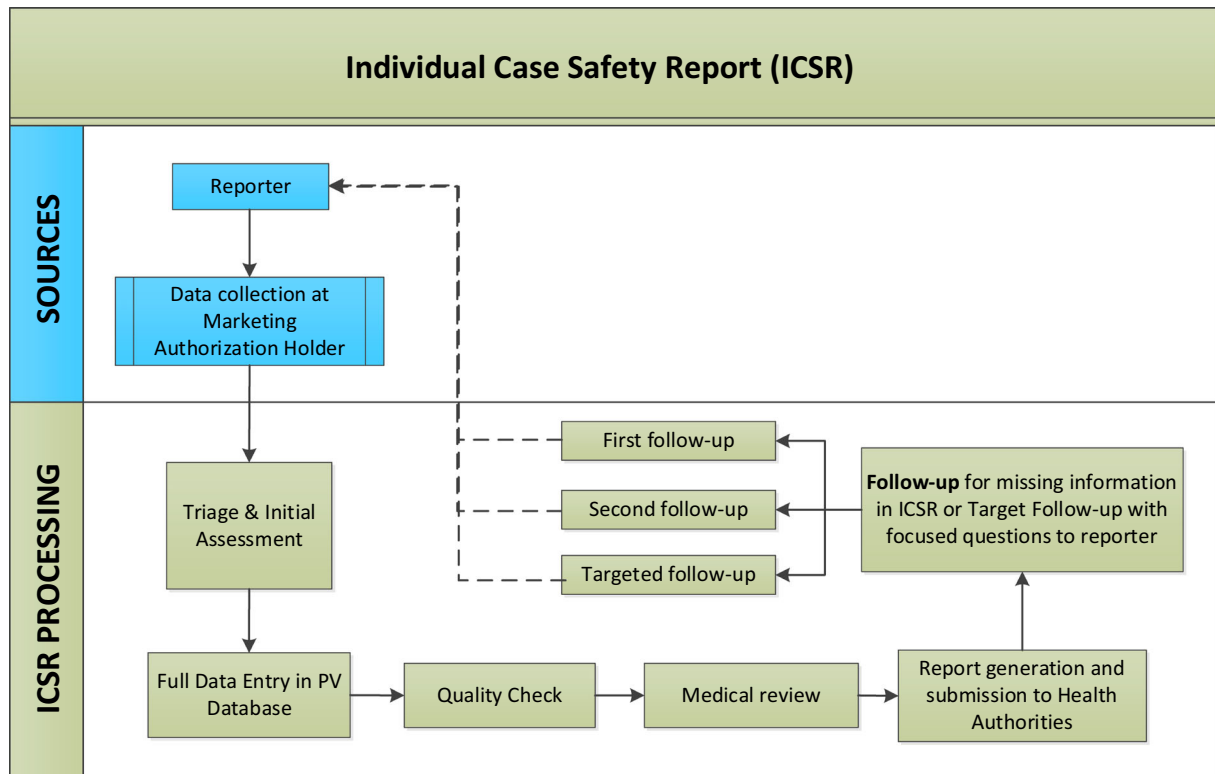 Individual Case Safety Report (ICSR)
SOURCES
Reporter
Data collection at
Marketing
Authorization Holder
ICSR PROCESSING
Triage & Initial
Assessment
First follow-up
Second follow-up
Targeted follow-up
Follow-up for missing information
in ICSR or Target Follow-up with
focused questions to reporter
Full Data Entry in PV
Database
Quality Check
Medical review
Report generation and
submission to Health
Authorities